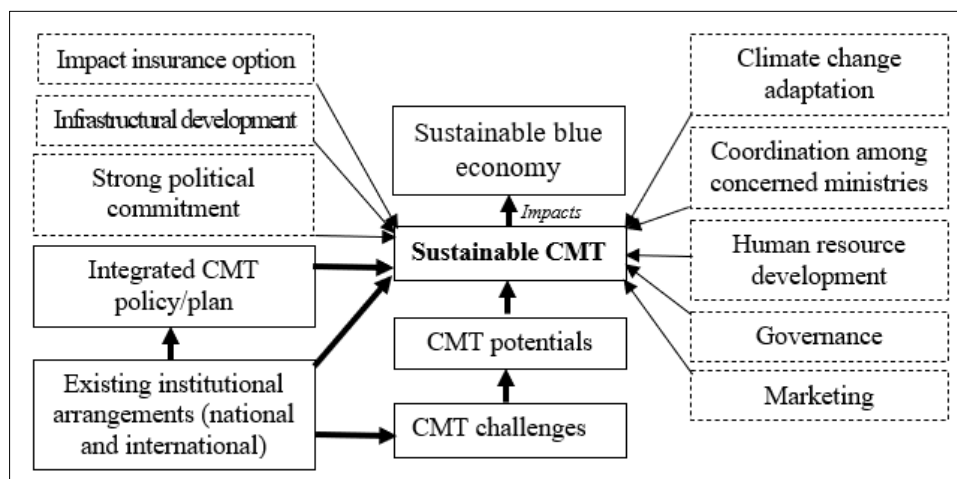 Impact insurance option
Infrastructural development
Strong political
commitment
Integrated CMT
policy/plan
Existing institutional
arrangements (national
and international)
Sustainable blue
economy
Impacts
Sustainable CMT
CMT potentials
CMT challenges
Climate change
adaptation
Coordination among
concerned ministries
Human resource
development
Governance
Marketing